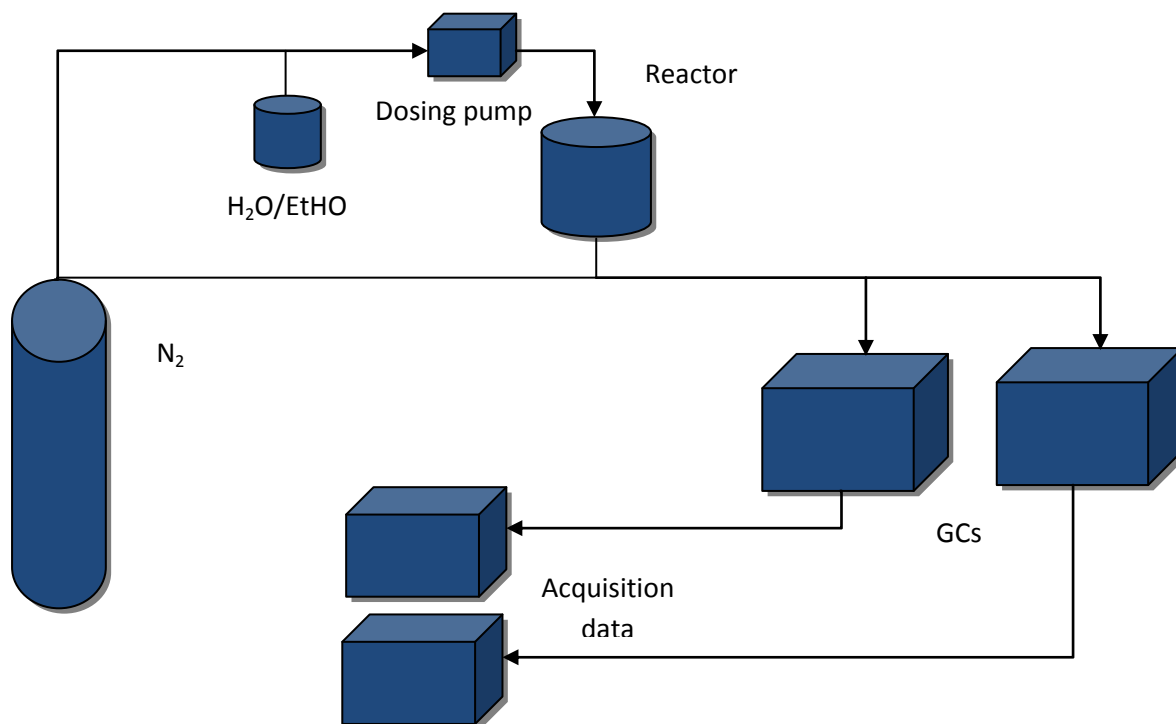 Reactor
Dosing pump
H₂O/EtHO
N₂
GCs
Acquisition
data